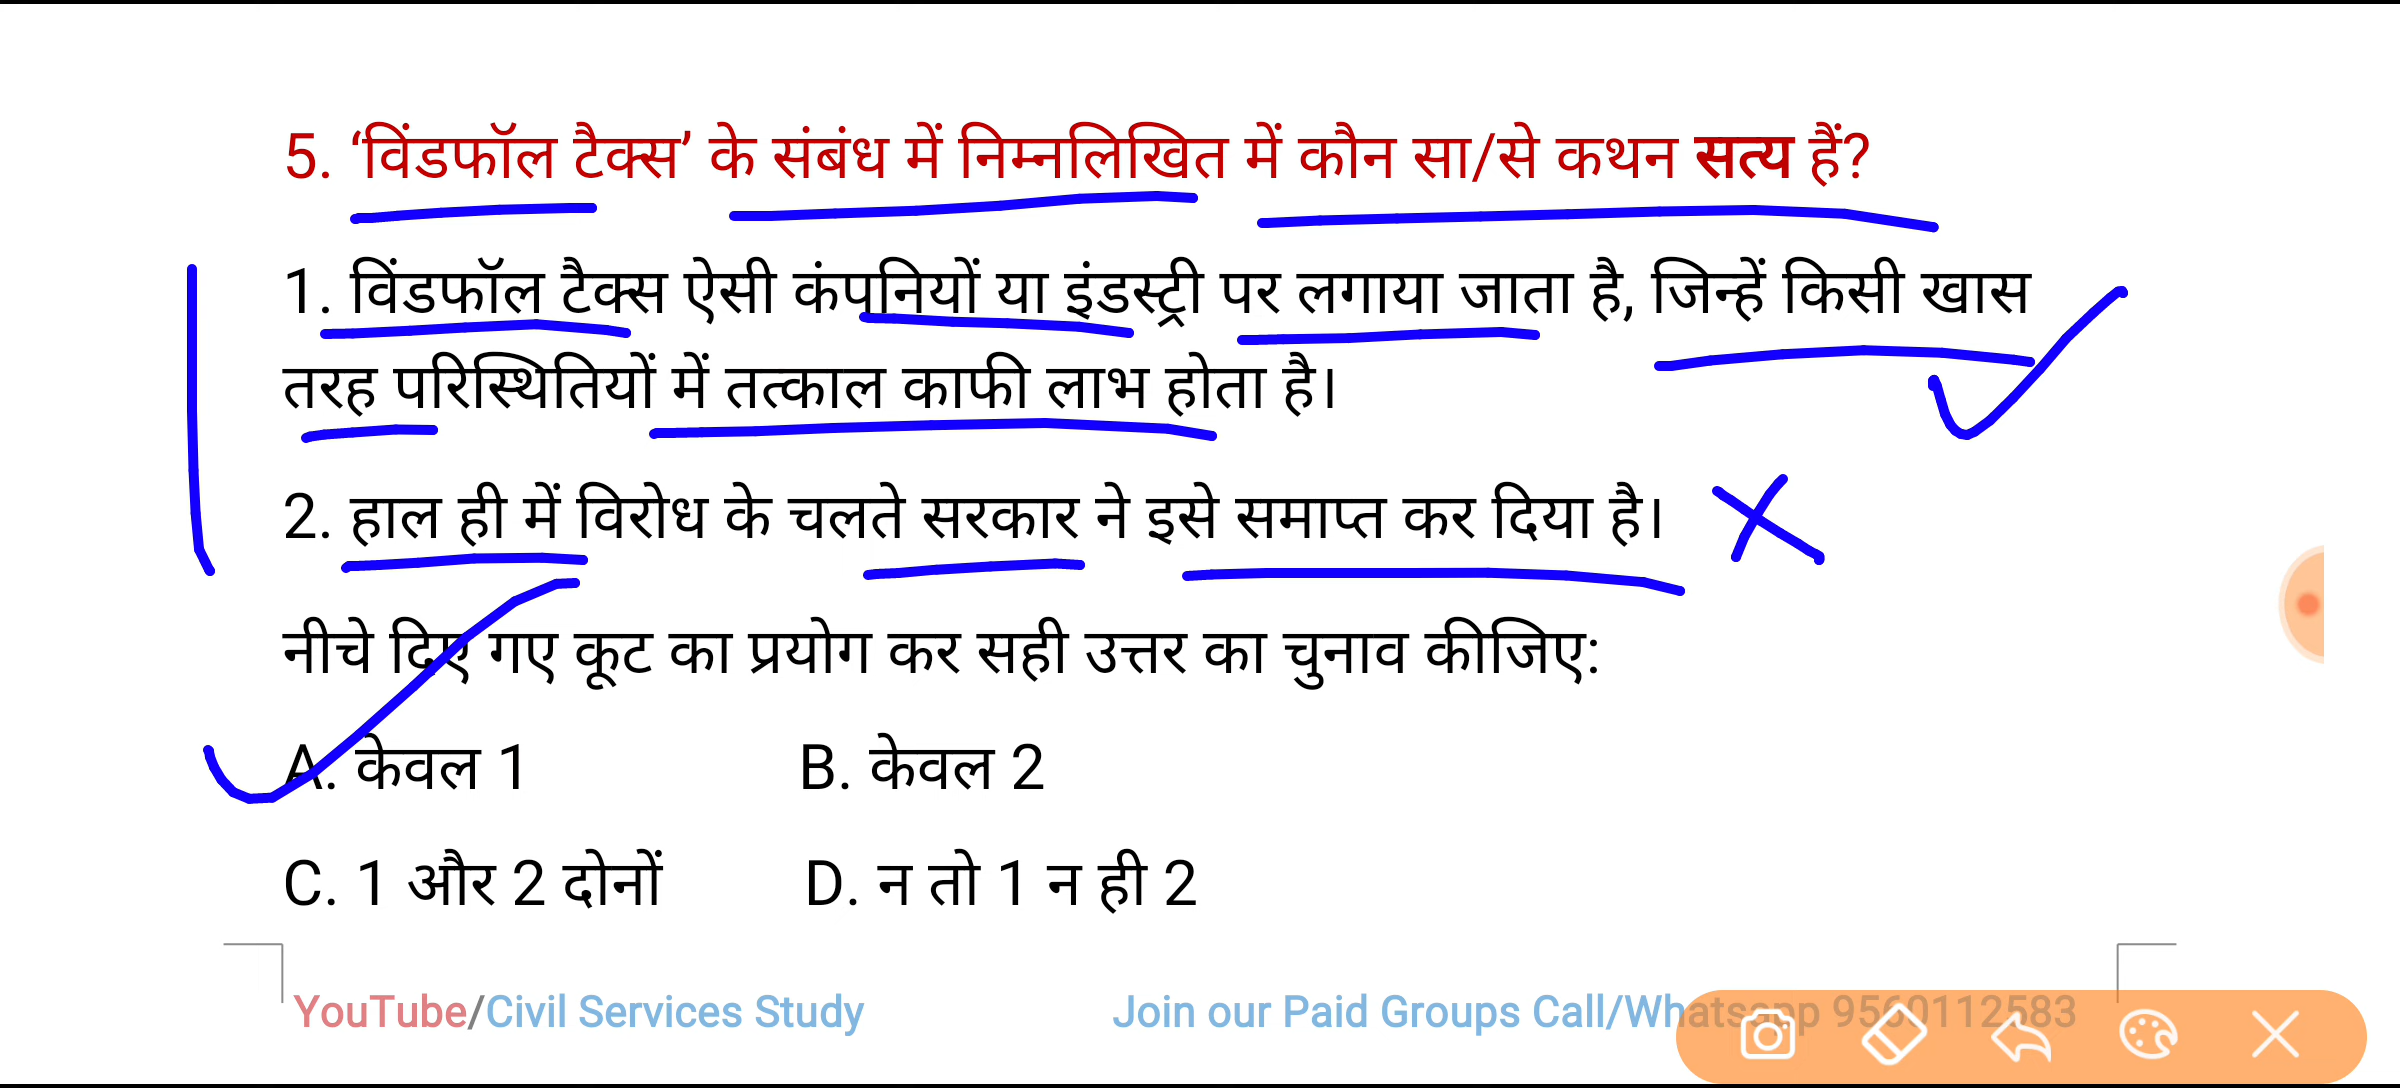 5. ‘विंडफॉल टैक्स’ के संबंध में निम्नलिखित में कौन सा/से कथन सत्य हैं?
1. विंडफॉल टैक्स ऐसी कंपनियों या इंडस्ट्री पर लगाया जाता है, जिन्हें किसी खास
तरह परिस्थितियों में तत्काल काफी लाभ होता है।
2. हाल ही में विरोध के चलते सरकार ने इसे समाप्त कर दिया है।
नीचे दिए गए कूट का प्रयोग कर सही उत्तर का चुनाव कीजिए:
A. केवल 1 B. केवल 2
C. 1 और 2 दोनों D. न तो 1 न ही 2
YouTube/Civil Services Study Join our Paid Groups Call/Whatsapp 9560112583